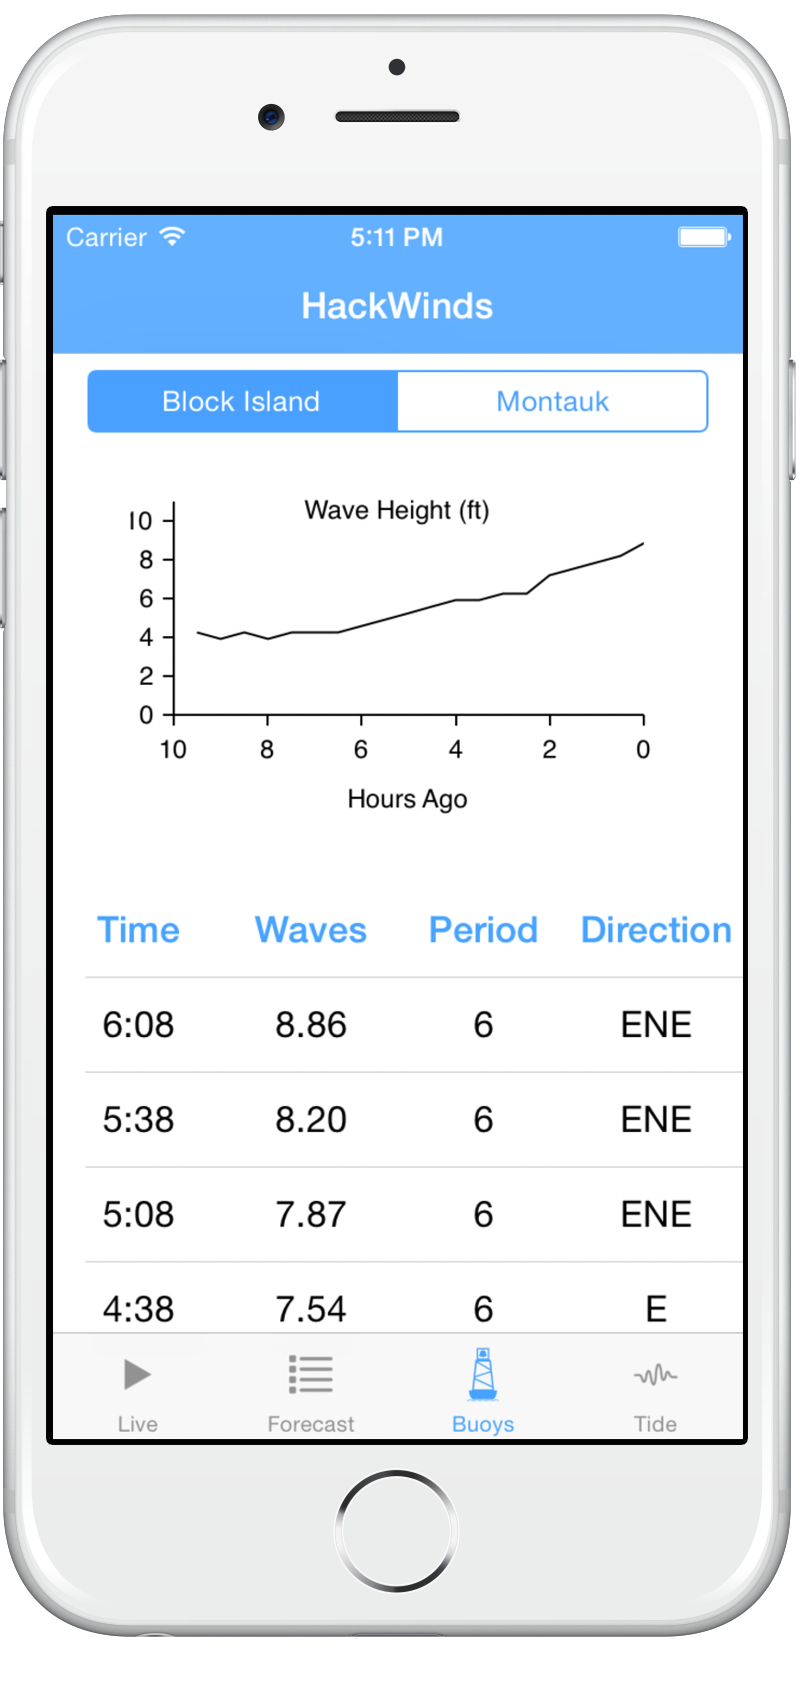 Carrier 5:11 PM
HackWinds
Block Island Montauk
Wave Height (ft)
10
8
6
4
2
0
10 8 6 4 2 0
Hours Ago
Time Waves Period Direction
6:08 8.86 6 ENE
5:38 8.20 6 ENE
5:08 7.87 6 ENE
4:38 7.54 6 E
Live Forecast Buoys Tide